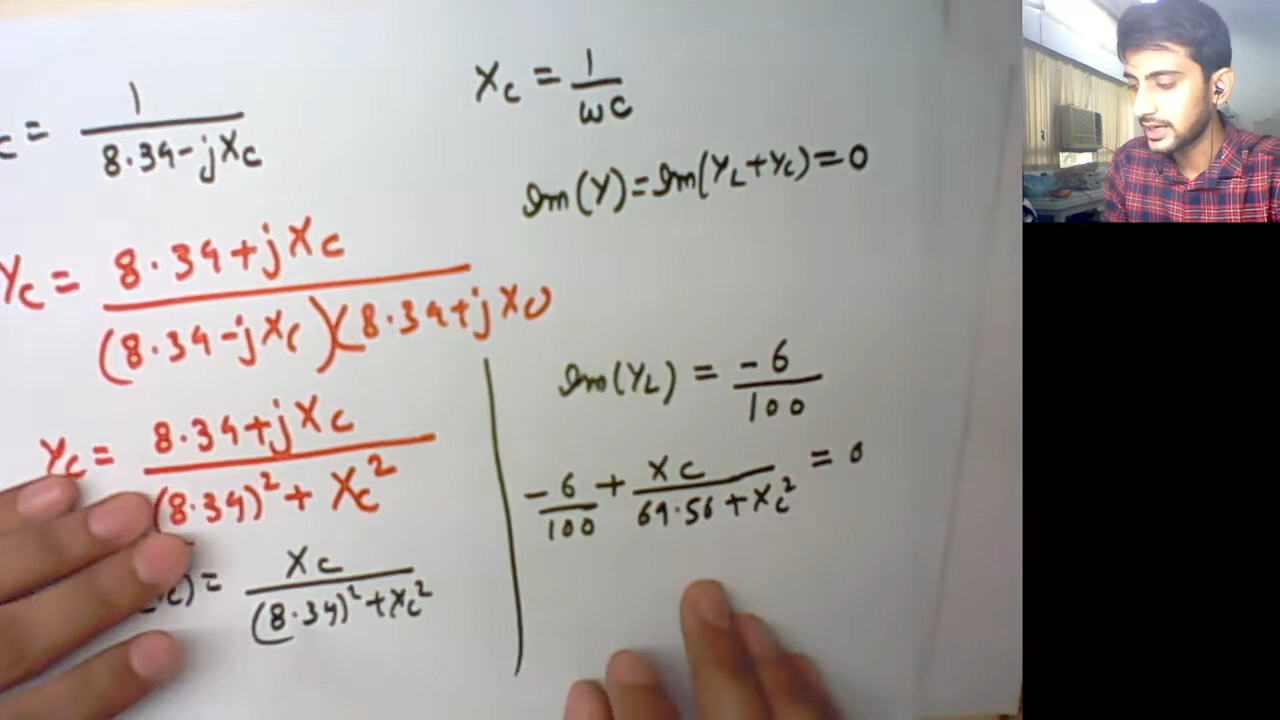 c = 1 / (8.34 - jXc)
Xc = 1 / ωC
Im(Y) = Im(YL + Yc) = 0
Yc = (8.34 + jXc) / (8.34 - jXc)(8.34 + jXc)
Yc = (8.34 + jXc) / ((8.34)² + Xc²)
c) = Xc / ((8.34)² + Xc²)
Im(YL) = -6 / 100
-6/100 + Xc / (69.56 + Xc²) = 0